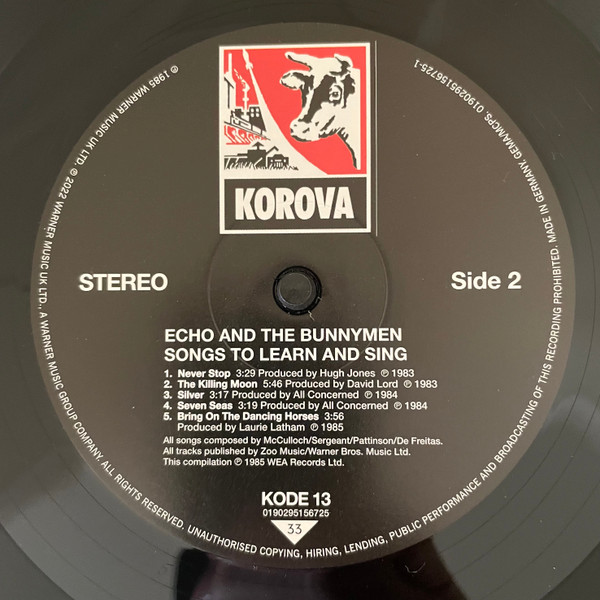 KOROVA
STEREO
Side 2
ECHO AND THE BUNNYMEN
SONGS TO LEARN AND SING
1. Never Stop 3:29 Produced by Hugh Jones ℗ 1983
2. The Killing Moon 5:46 Produced by David Lord ℗ 1983
3. Silver 3:17 Produced by All Concerned ℗ 1984
4. Seven Seas 3:19 Produced by All Concerned ℗ 1984
5. Bring On The Dancing Horses 3:56
Produced by Laurie Latham ℗ 1985
All songs composed by McCulloch/Sergeant/Pattinson/De Freitas.
All tracks published by Zoo Music/Warner Bros. Music Ltd.
This compilation ℗ 1985 WEA Records Ltd.
KODE 13
0190295156725
33
℗ 1985 WARNER MUSIC UK LTD. © 2022 WARNER MUSIC UK LTD., A WARNER MUSIC GROUP COMPANY. ALL RIGHTS RESERVED. UNAUTHORISED COPYING, HIRING, LENDING, PUBLIC PERFORMANCE AND BROADCASTING OF THIS RECORDING PROHIBITED. MADE IN GERMANY. GEMA/MCPS. 0190295156725-1